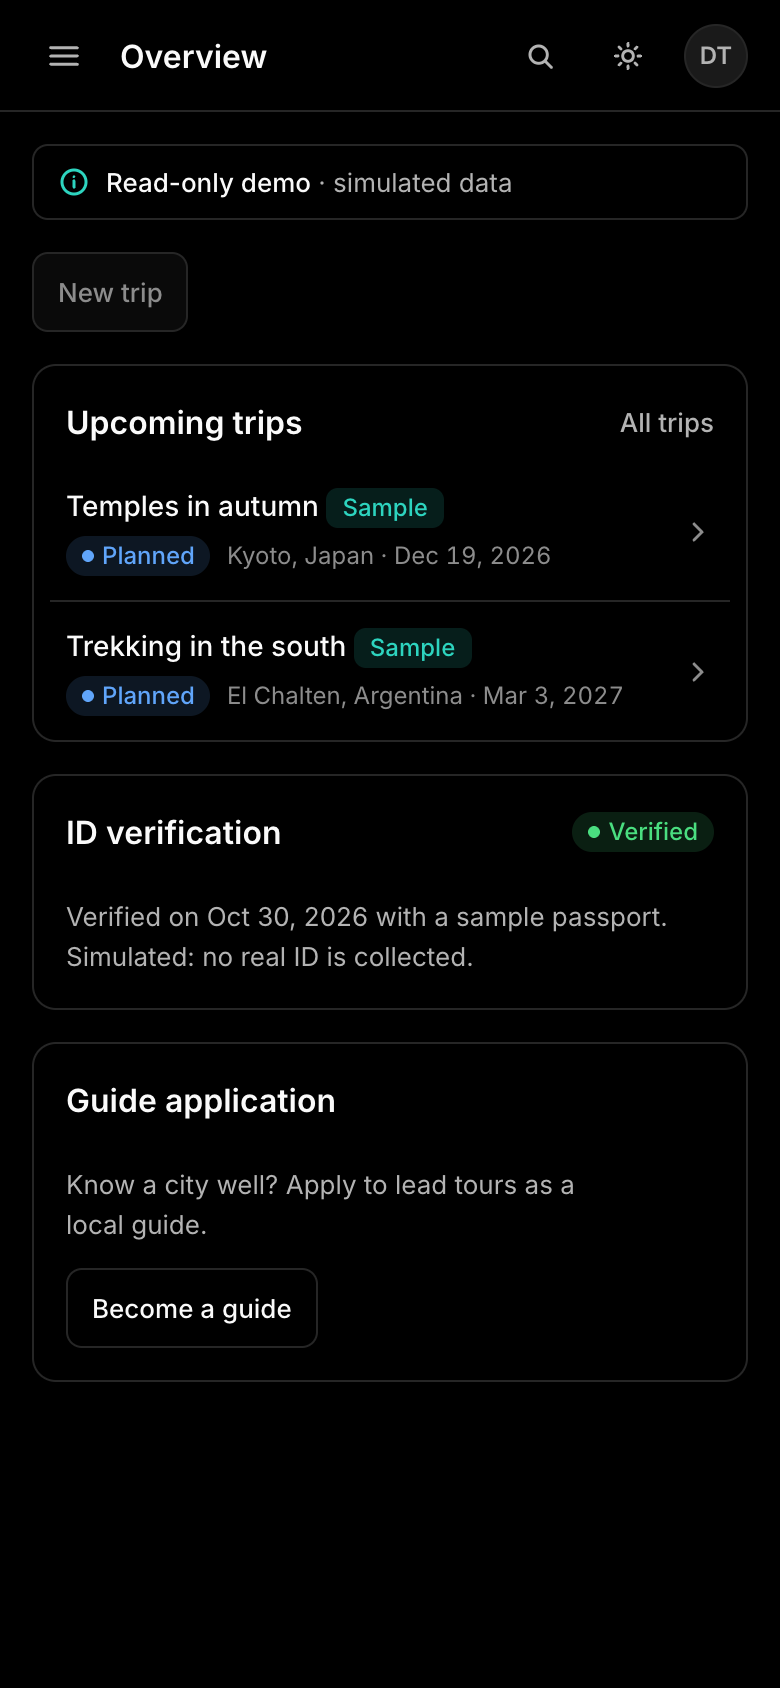 Overview
DT
Read-only demo · simulated data
New trip
Upcoming trips
All trips
Temples in autumn Sample
Planned Kyoto, Japan · Dec 19, 2026
Trekking in the south Sample
Planned El Chalten, Argentina · Mar 3, 2027
ID verification
Verified
Verified on Oct 30, 2026 with a sample passport.
Simulated: no real ID is collected.
Guide application
Know a city well? Apply to lead tours as a
local guide.
Become a guide